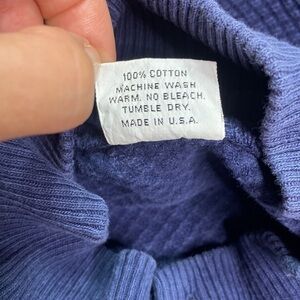 100% COTTON
MACHINE WASH
WARM. NO BLEACH.
TUMBLE DRY.
MADE IN U.S.A.